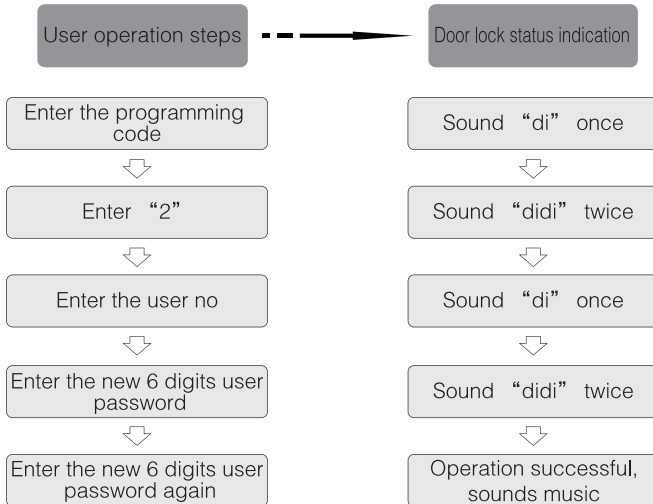 User operation steps
Door lock status indication
Enter the programming
code
Sound “di” once
Enter “2”
Sound “didi” twice
Enter the user no
Sound “di” once
Enter the new 6 digits user
password
Sound “didi” twice
Enter the new 6 digits user
password again
Operation successful,
sounds music